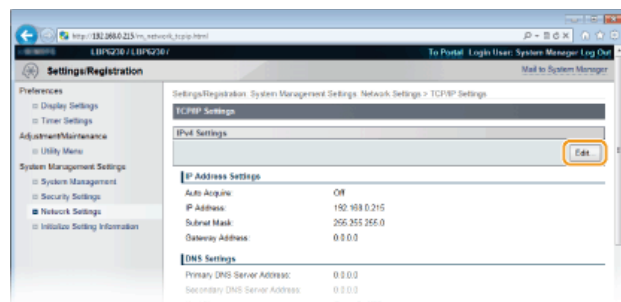 http://192.168.0.215/m_network_tcpip.html
LBP6230 / LBP6230 /
To Portal Login User: System Manager Log Out
Settings/Registration
Mail to System Manager
Preferences
Display Settings
Timer Settings
Adjustment/Maintenance
Utility Menu
System Management Settings
System Management
Security Settings
Network Settings
Initialize Setting Information
Settings/Registration: System Management Settings: Network Settings > TCP/IP Settings
TCP/IP Settings
IPv4 Settings
Edit...
IP Address Settings
Auto Acquire: Off
IP Address: 192.168.0.215
Subnet Mask: 255.255.255.0
Gateway Address: 0.0.0.0
DNS Settings
Primary DNS Server Address: 0.0.0.0
Secondary DNS Server Address: 0.0.0.0